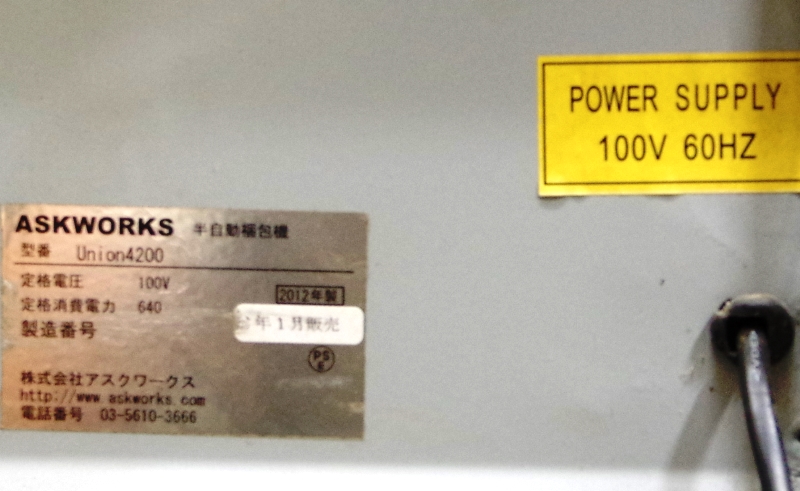 POWER SUPPLY
100V 60HZ
ASKWORKS 半自動梱包機
型番 Union4200
定格電圧 100V
2012年製
定格消費電力 640
製造番号
年1月販売
PS
E
株式会社アスクワークス
http://www.askworks.com
電話番号 03-5610-3666